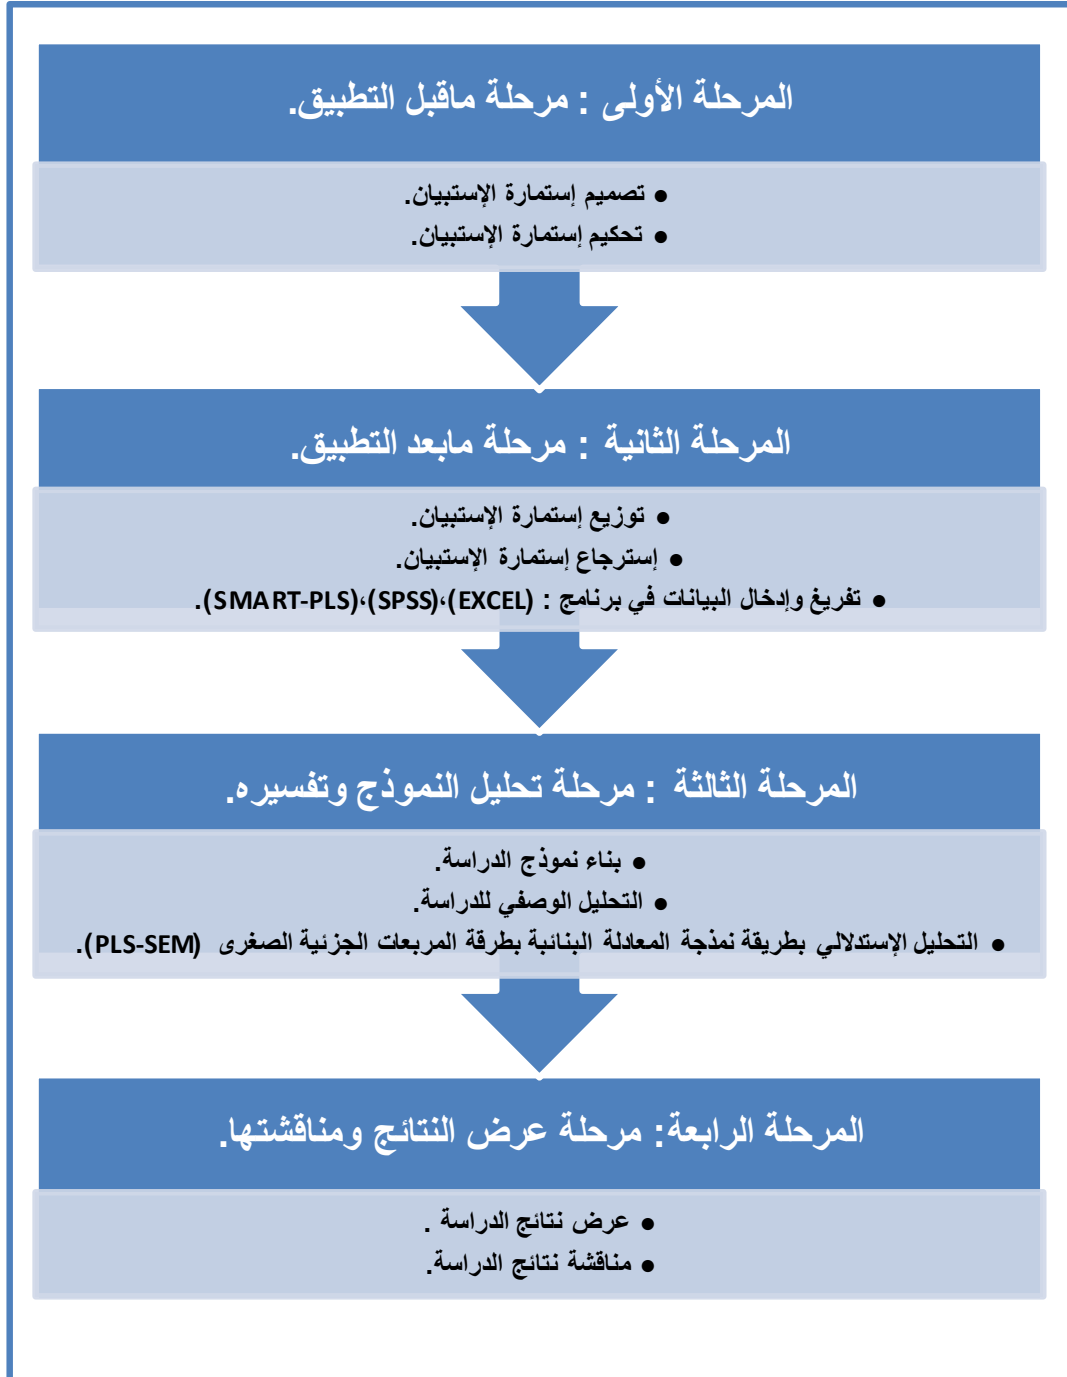 المرحلة الأولى : مرحلة ماقبل التطبيق.
● تصميم إستمارة الإستبيان.
● تحكيم إستمارة الإستبيان.
المرحلة الثانية : مرحلة مابعد التطبيق.
● توزيع إستمارة الإستبيان.
● إسترجاع إستمارة الإستبيان.
● تفريغ وإدخال البيانات في برنامج : (EXCEL)،(SPSS)،(SMART-PLS).
المرحلة الثالثة : مرحلة تحليل النموذج وتفسيره.
● بناء نموذج الدراسة.
● التحليل الوصفي للدراسة.
● التحليل الإستدلالي بطريقة نمذجة المعادلة البنائبة بطرقة المربعات الجزئية الصغرى (PLS-SEM).
المرحلة الرابعة: مرحلة عرض النتائج ومناقشتها.
● عرض نتائج الدراسة .
● مناقشة نتائج الدراسة.